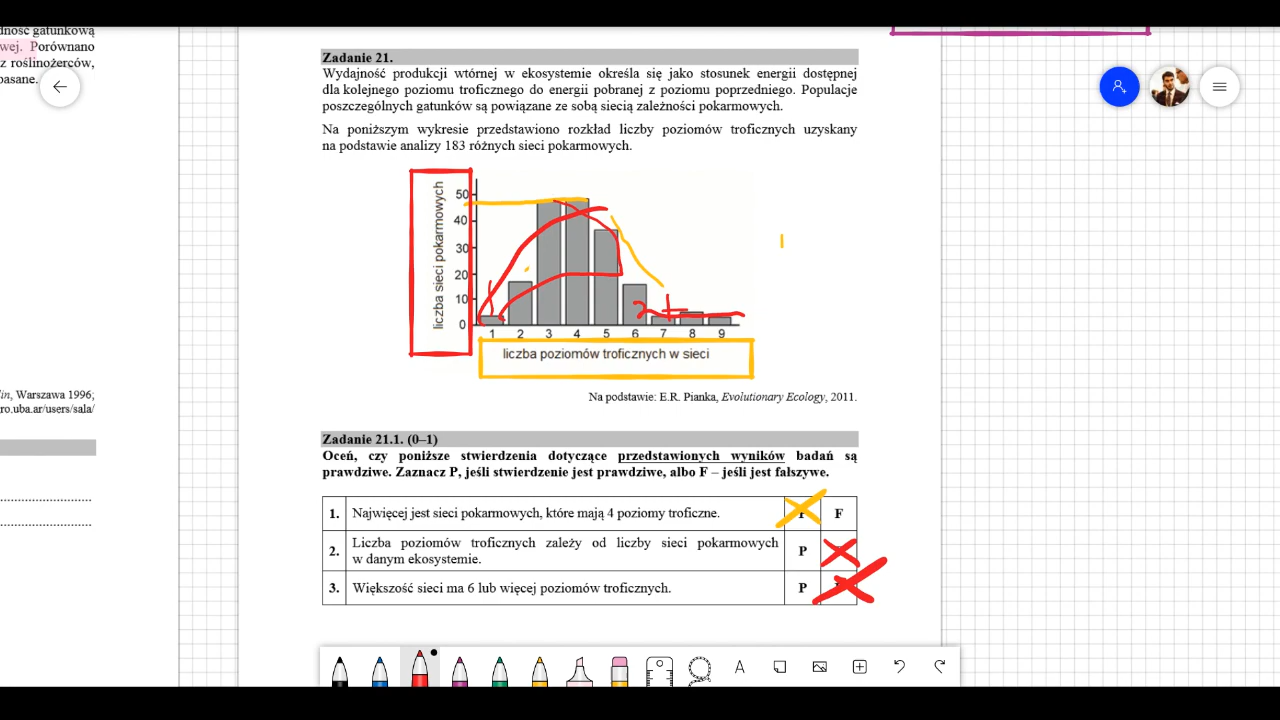 dność gatunkową
wej. Porównano
z roślinożerców,
pasane.
lin, Warszawa 1996;
ro.uba.ar/users/sala/
Zadanie 21.
Wydajność produkcji wtórnej w ekosystemie określa się jako stosunek energii dostępnej
dla kolejnego poziomu troficznego do energii pobranej z poziomu poprzedniego. Populacje
poszczególnych gatunków są powiązane ze sobą siecią zależności pokarmowych.
Na poniższym wykresie przedstawiono rozkład liczby poziomów troficznych uzyskany
na podstawie analizy 183 różnych sieci pokarmowych.
liczba sieci pokarmowych
50
40
30
20
10
0
1 2 3 4 5 6 7 8 9
liczba poziomów troficznych w sieci
Na podstawie: E.R. Pianka, Evolutionary Ecology, 2011.
Zadanie 21.1. (0–1)
Oceń, czy poniższe stwierdzenia dotyczące przedstawionych wyników badań są
prawdziwe. Zaznacz P, jeśli stwierdzenie jest prawdziwe, albo F – jeśli jest fałszywe.
1. Najwięcej jest sieci pokarmowych, które mają 4 poziomy troficzne. F
2. Liczba poziomów troficznych zależy od liczby sieci pokarmowych
w danym ekosystemie. P
3. Większość sieci ma 6 lub więcej poziomów troficznych. P
A